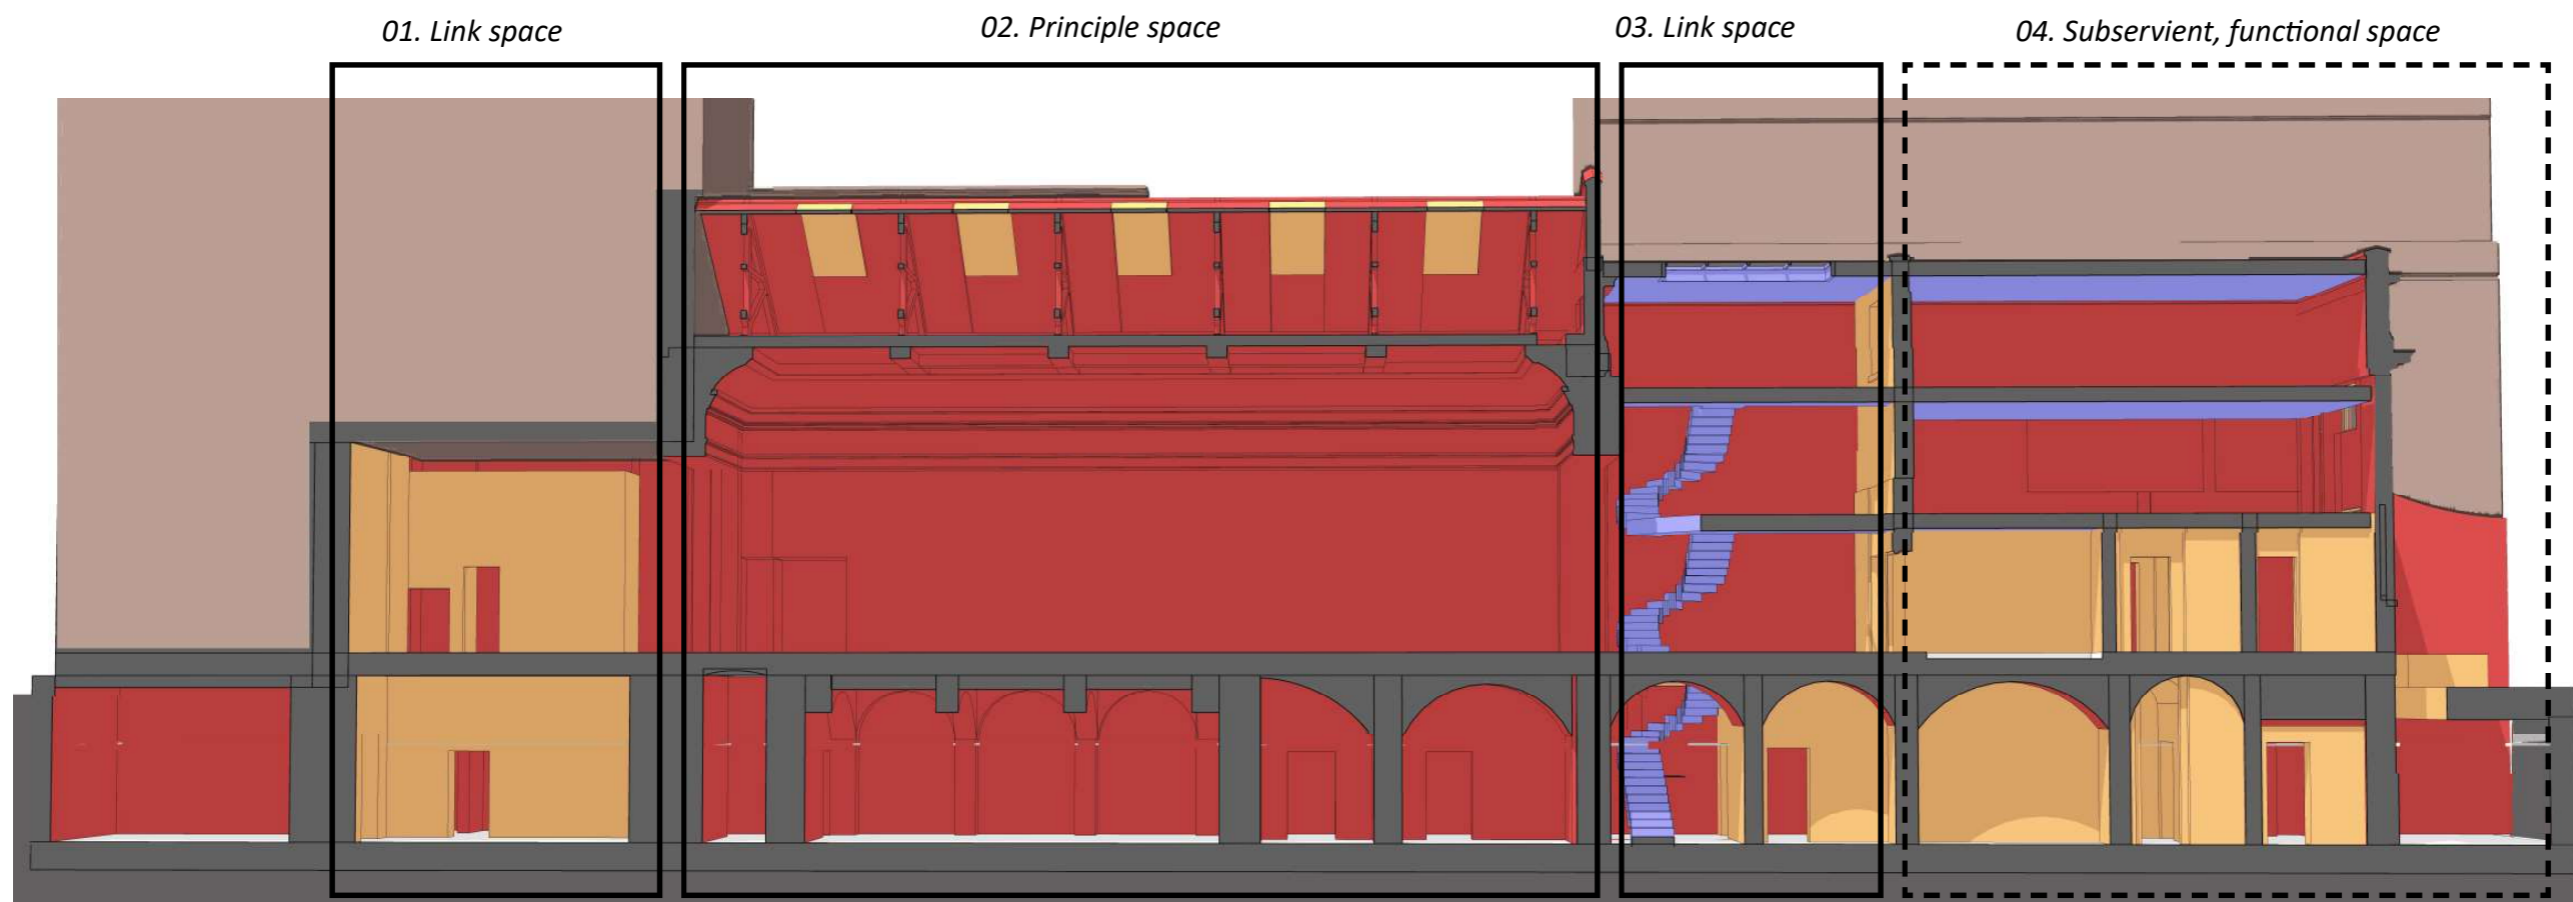 01. Link space
02. Principle space
03. Link space
04. Subservient, functional space